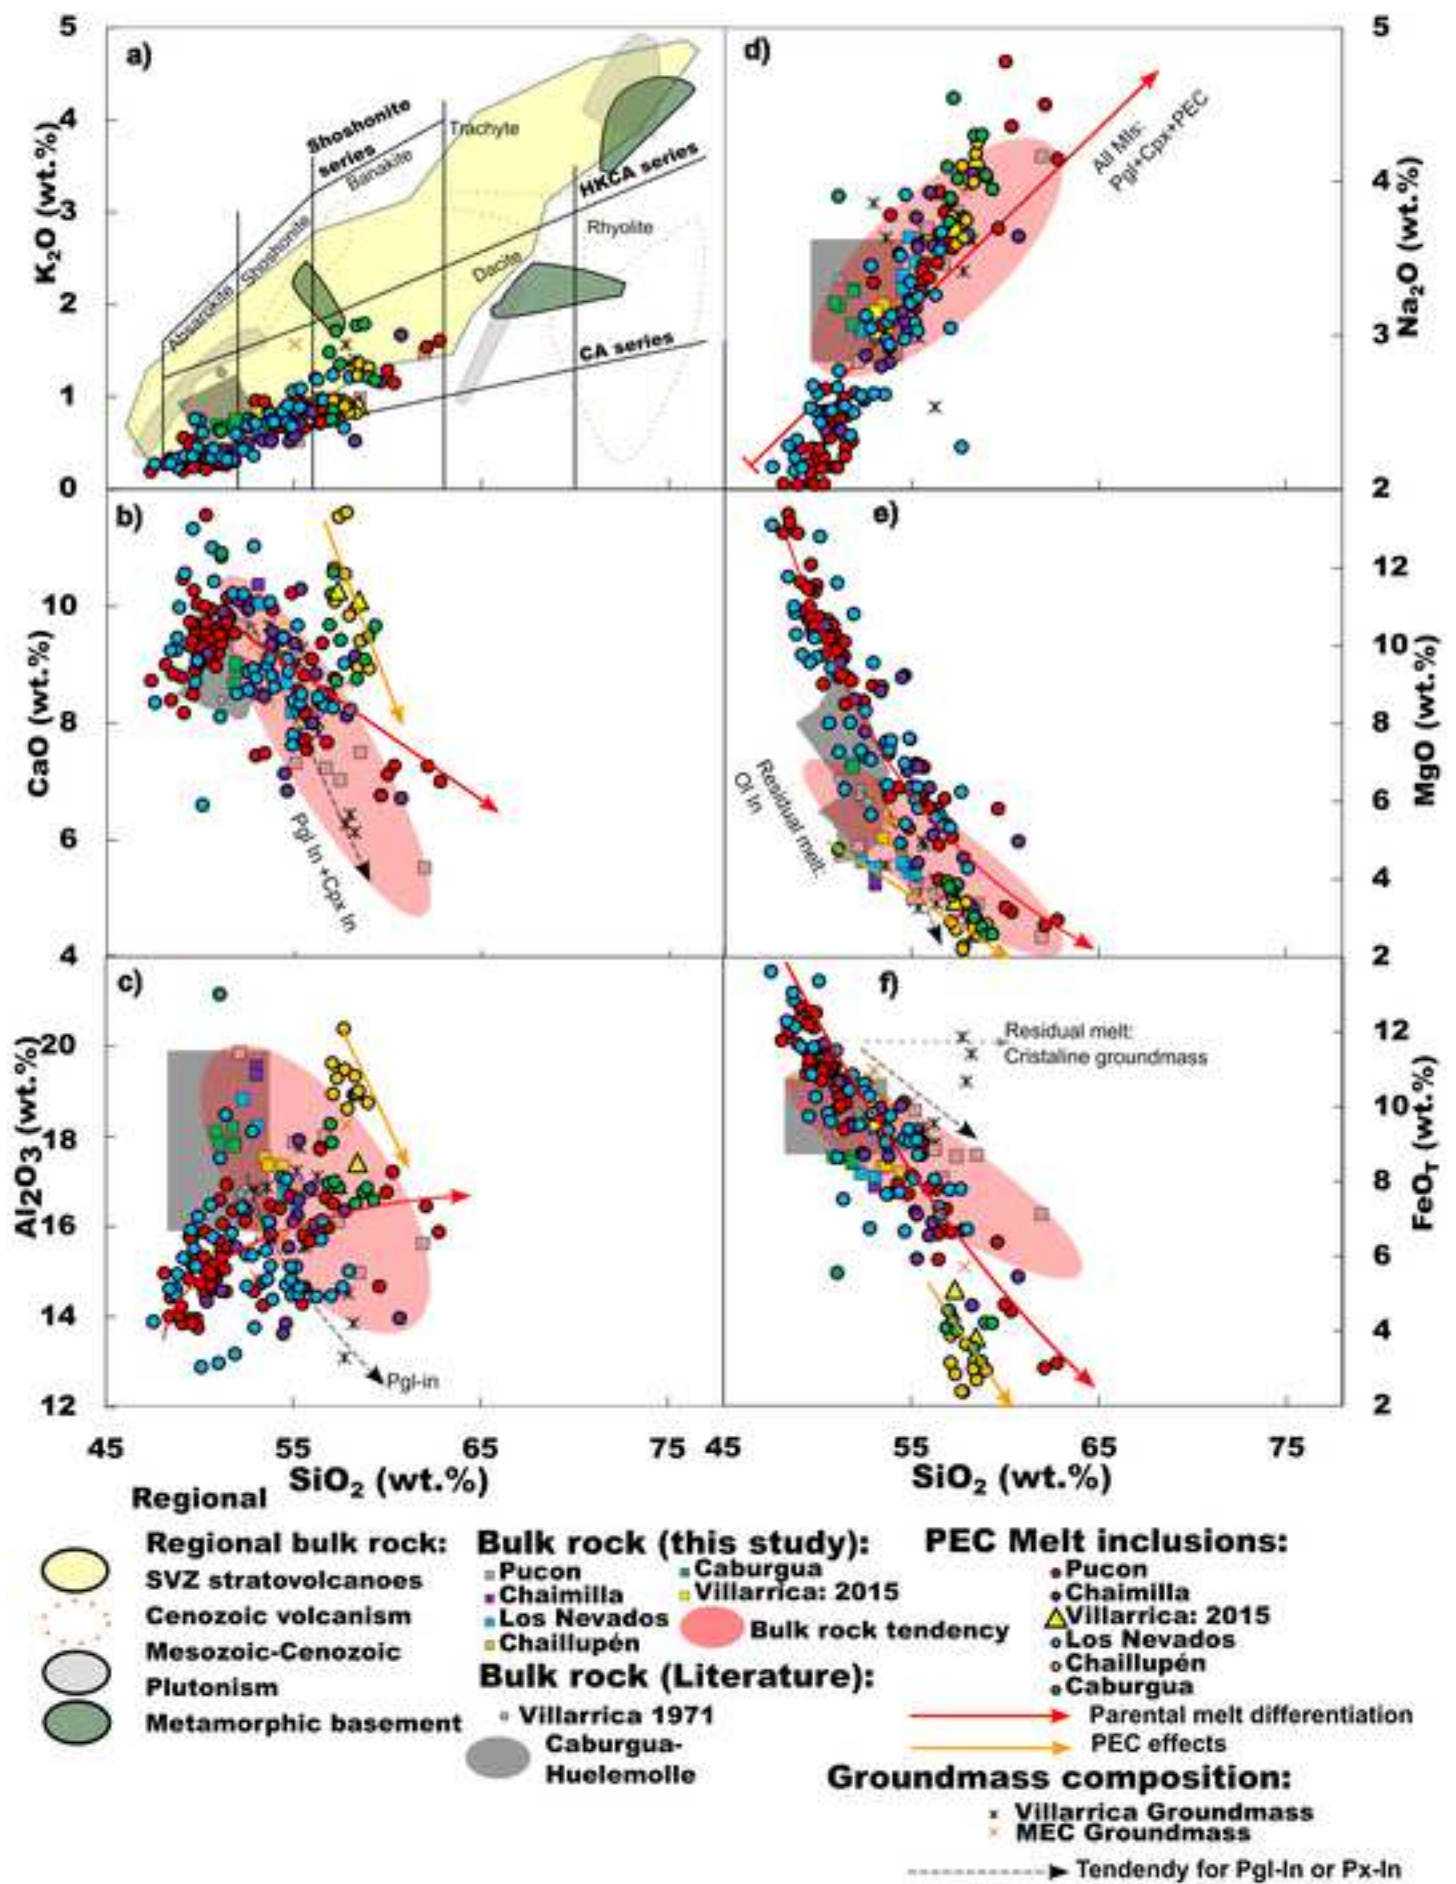 a)
5
4
3
2
1
0
K2O (wt.%)
Shoshonite
series
Banakite
Shoshonite
Absarokite
Trachyte
HKCA series
Rhyolite
Dacite
CA series
d)
5
4
3
2
Na2O (wt.%)
All MIs:
Pgl+Cpx+PEC
b)
10
8
6
4
CaO (wt.%)
Pgl In +Cpx In
e)
12
10
8
6
4
2
MgO (wt.%)
Residual melt:
Ol In
c)
20
18
16
14
12
Al2O3 (wt.%)
Pgl-in
f)
12
10
8
6
4
2
FeOT (wt.%)
Residual melt:
Cristaline groundmass
45 55 65 75 45 55 65 75
SiO2 (wt.%) SiO2 (wt.%)
Regional
Regional bulk rock:
SVZ stratovolcanoes
Cenozoic volcanism
Mesozoic-Cenozoic
Plutonism
Metamorphic basement
Bulk rock (this study):
Pucon
Chaimilla
Los Nevados
Chaillupén
Caburgua
Villarrica: 2015
Bulk rock tendency
Bulk rock (Literature):
Villarrica 1971
Caburgua-
Huelemolle
PEC Melt inclusions:
Pucon
Chaimilla
Villarrica: 2015
Los Nevados
Chaillupén
Caburgua
Parental melt differentiation
PEC effects
Groundmass composition:
Villarrica Groundmass
MEC Groundmass
Tendendy for Pgl-In or Px-In